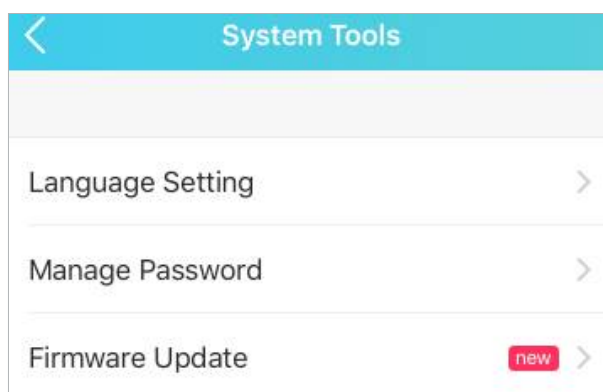 System Tools
Language Setting
Manage Password
Firmware Update new